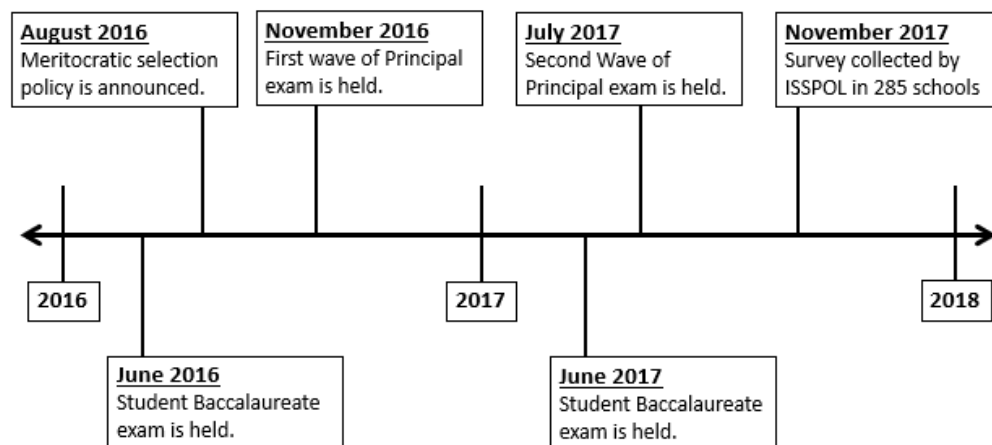 August 2016
Meritocratic selection
policy is announced.
November 2016
First wave of Principal
exam is held.
July 2017
Second Wave of
Principal exam is held.
November 2017
Survey collected by
ISSPOL in 285 schools
2016
2017
2018
June 2016
Student Baccalaureate
exam is held.
June 2017
Student Baccalaureate
exam is held.